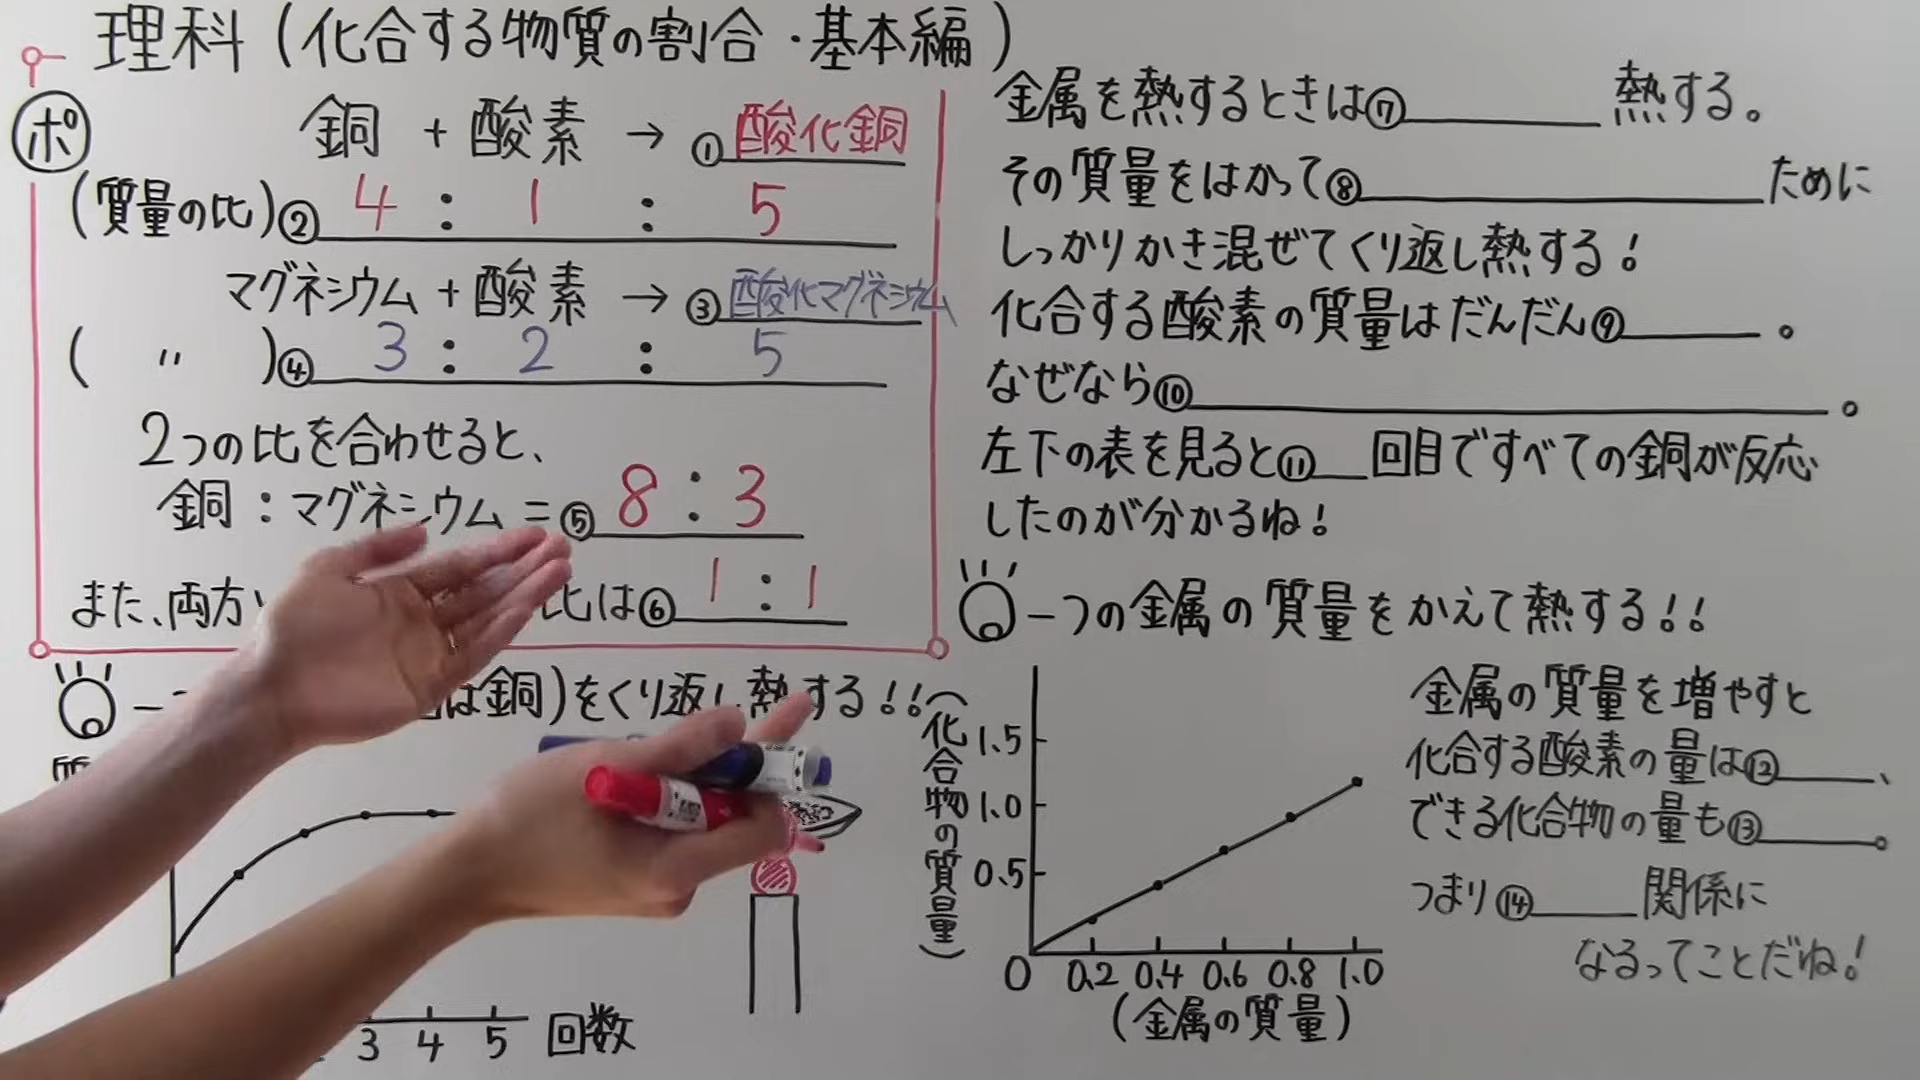 理科(化合する物質の割合・基本編)
ポ
銅 + 酸素 → ① 酸化銅
(質量の比)② 4 : 1 : 5
マグネシウム + 酸素 → ③ 酸化マグネシウム
( 〃 )④ 3 : 2 : 5
2つの比を合わせると、
銅:マグネシウム = ⑤ 8 : 3
また、両方 比は⑥ 1 : 1
一 は銅)をくり返し熱する!!
3 4 5 回数
金属を熱するときは⑦ 熱する。
その質量をはかって⑧ ために
しっかりかき混ぜてくり返し熱する!
化合する酸素の質量はだんだん⑨ 。
なぜなら⑩ 。
左下の表を見ると⑪ 回目ですべての銅が反応
したのが分かるね!
一つの金属の質量をかえて熱する!!
(化合物の質量)
1.5
1.0
0.5
0 0.2 0.4 0.6 0.8 1.0
(金属の質量)
金属の質量を増やすと
化合する酸素の量は⑫ 、
できる化合物の量も⑬ 。
つまり⑭ 関係に
なるってことだね!